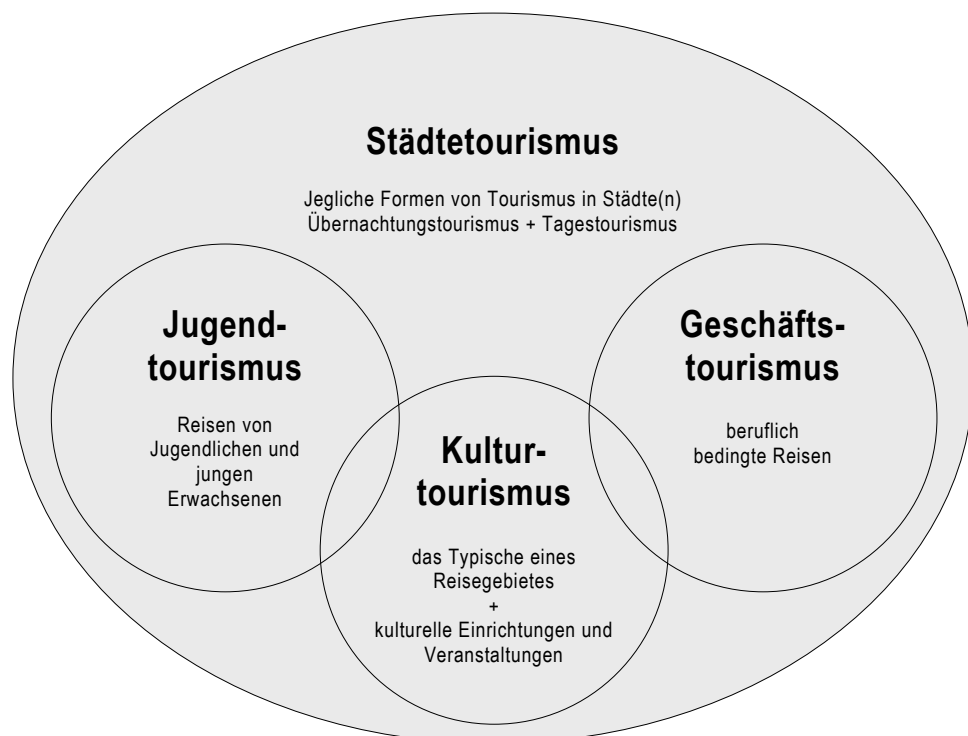 Städtetourismus
Jegliche Formen von Tourismus in Städte(n)
Übernachtungstourismus + Tagestourismus
Jugend-
tourismus
Reisen von
Jugendlichen und
jungen
Erwachsenen
Geschäfts-
tourismus
beruflich
bedingte Reisen
Kultur-
tourismus
das Typische eines
Reisegebietes
+
kulturelle Einrichtungen und
Veranstaltungen